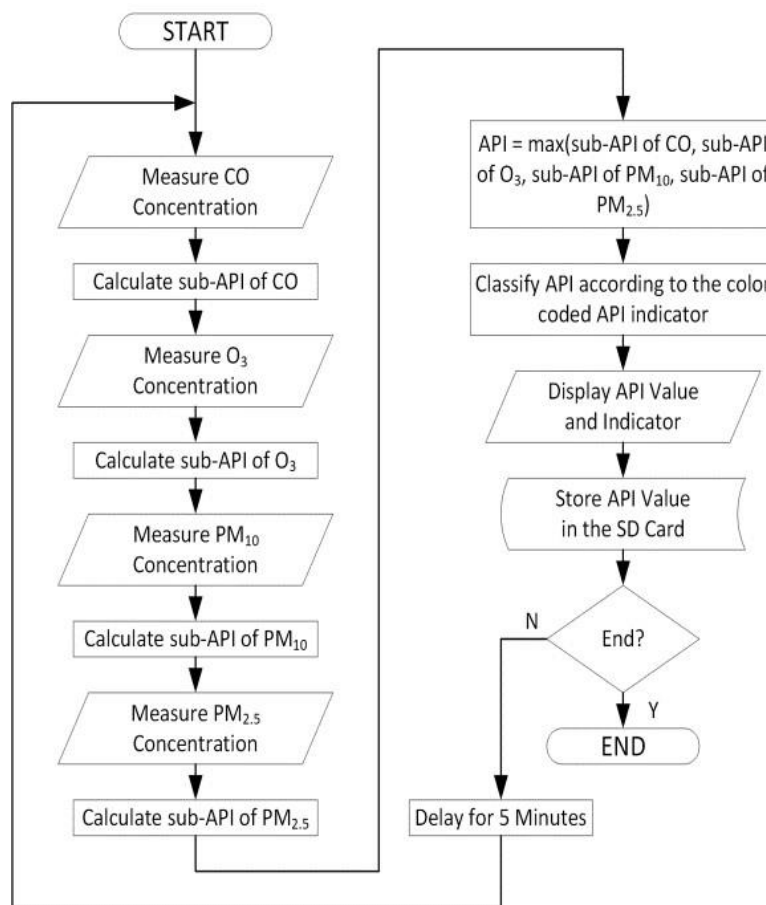 START
Measure CO
Concentration
Calculate sub-API of CO
Measure O₃
Concentration
Calculate sub-API of O₃
Measure PM₁₀
Concentration
Calculate sub-API of PM₁₀
Measure PM₂.₅
Concentration
Calculate sub-API of PM₂.₅
API = max(sub-API of CO, sub-API
of O₃, sub-API of PM₁₀, sub-API of
PM₂.₅)
Classify API according to the color
coded API indicator
Display API Value
and Indicator
Store API Value
in the SD Card
End?
N
Y
END
Delay for 5 Minutes